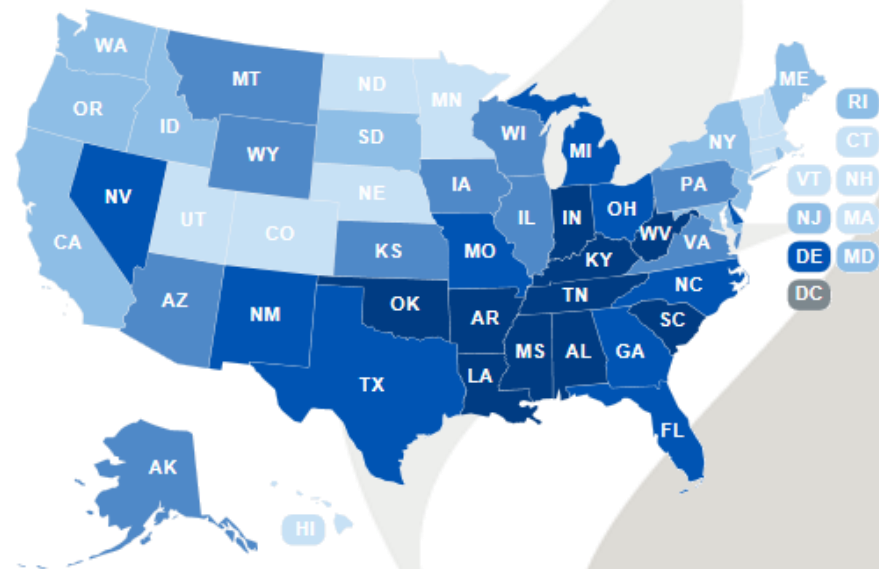 WA
MT
ND
MN
ME
OR
ID
SD
WI
NY
RI
WY
MI
CT
NV
NE
IA
PA
VT
NH
UT
CO
IL
IN
OH
NJ
MA
CA
KS
MO
WV
VA
DE
MD
KY
AZ
NM
OK
TN
NC
DC
AR
SC
TX
LA
MS
AL
GA
FL
AK
HI